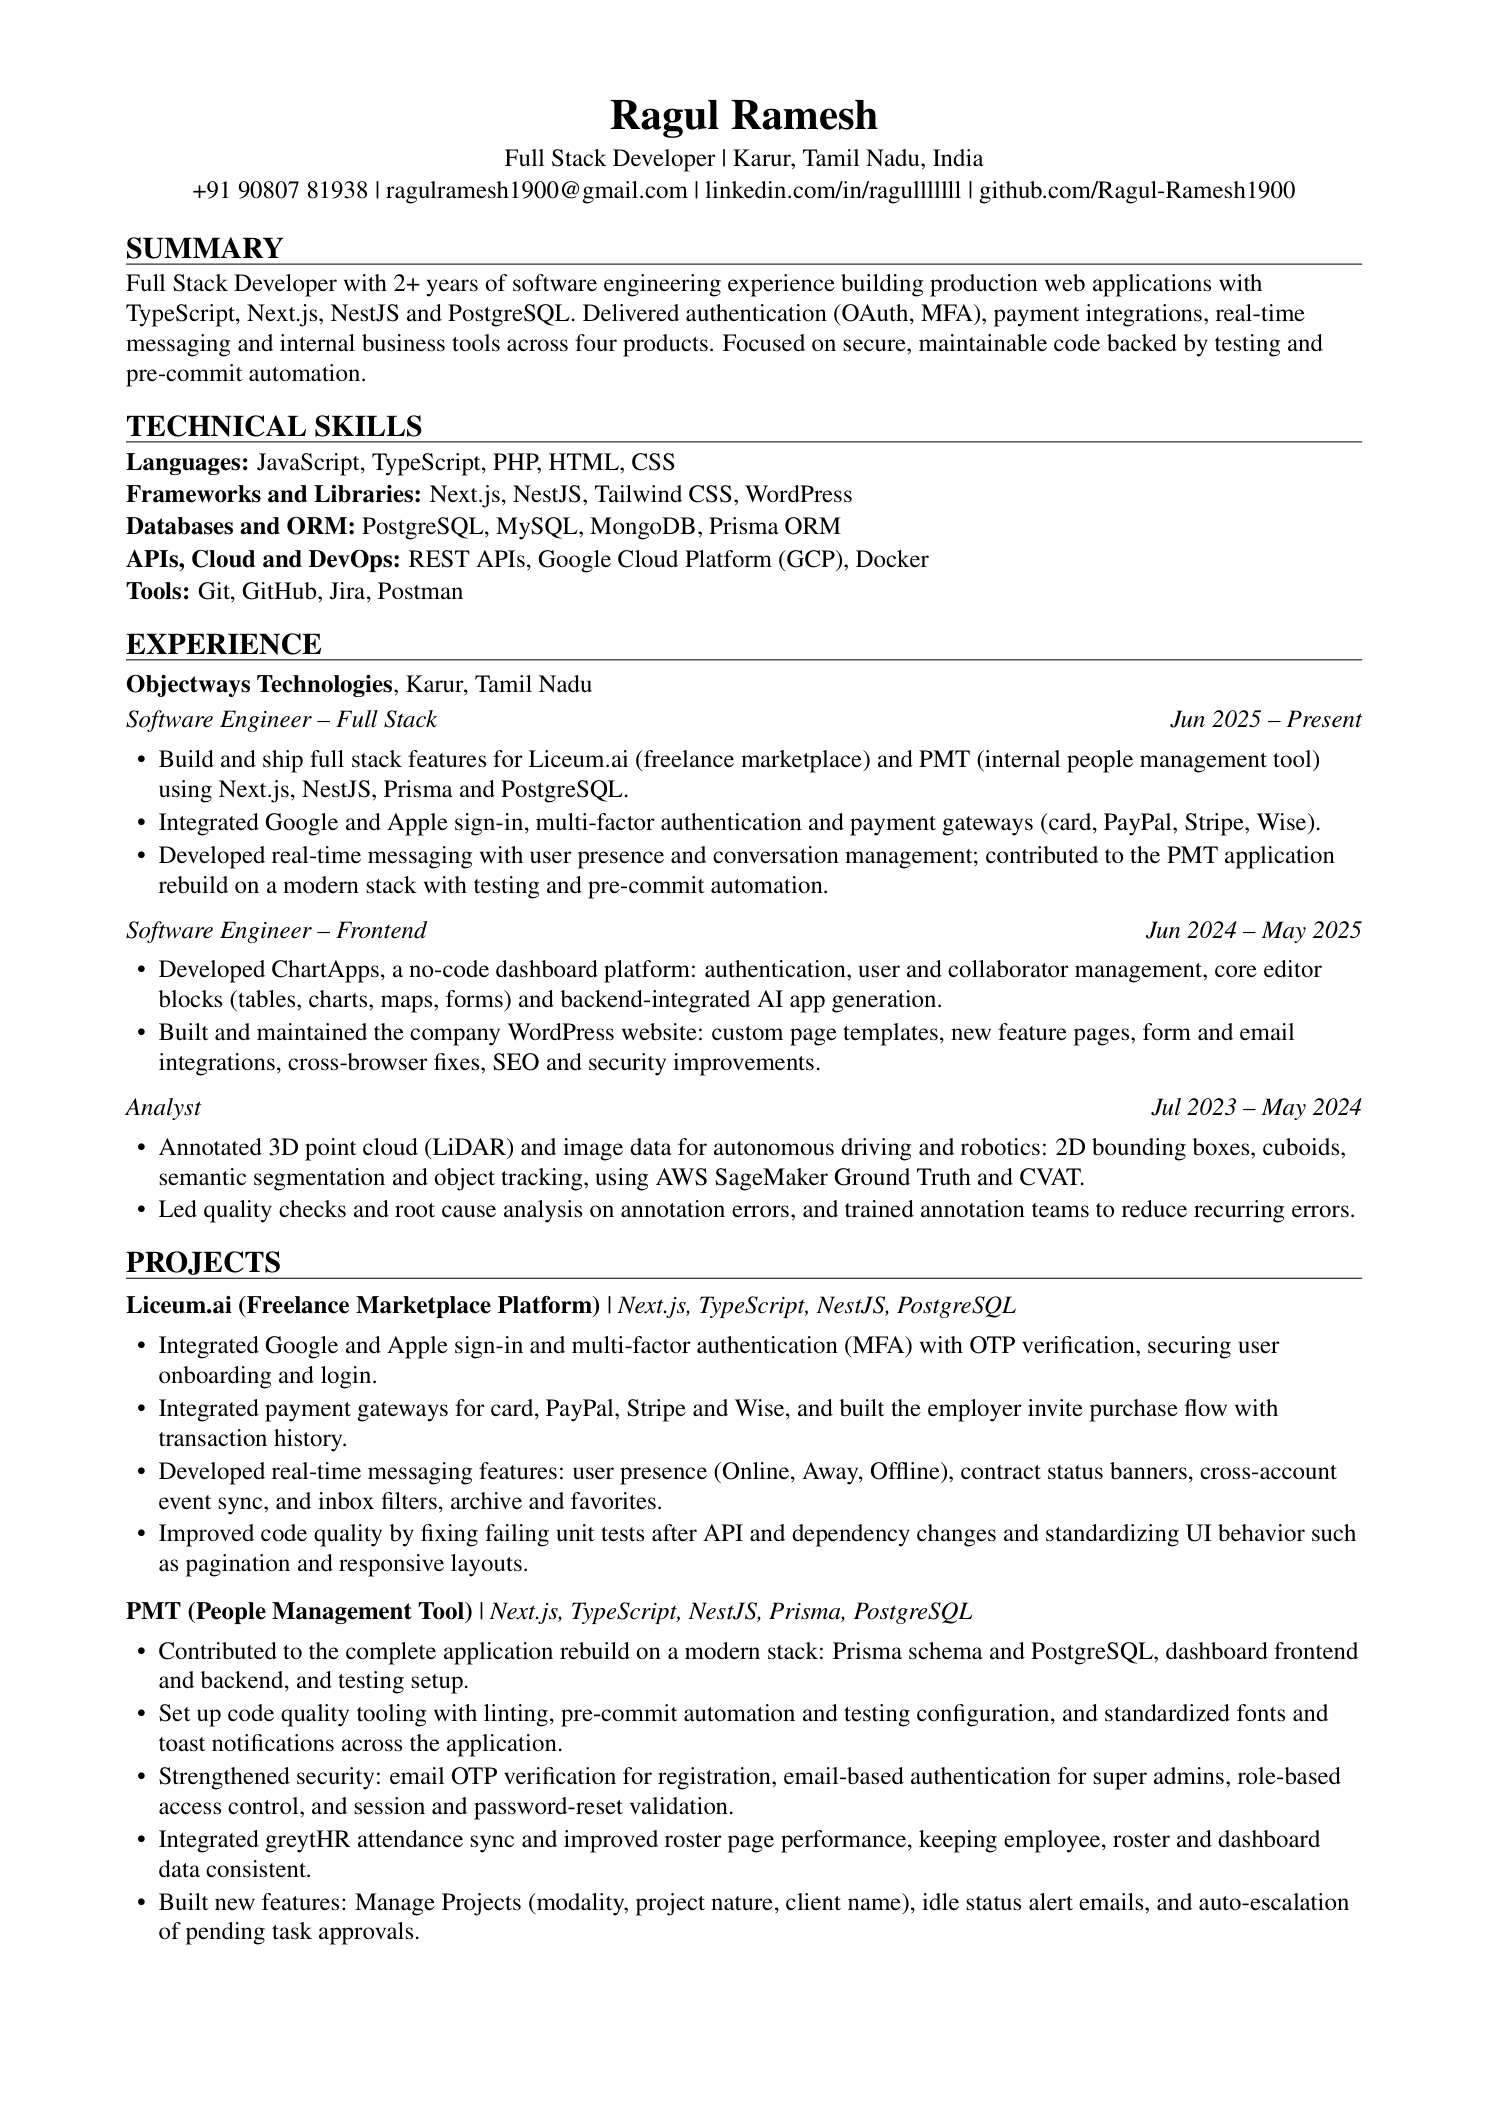 Ragul Ramesh
Full Stack Developer | Karur, Tamil Nadu, India
+91 90807 81938 | ragulramesh1900@gmail.com | linkedin.com/in/ragulllllll | github.com/Ragul-Ramesh1900
SUMMARY
Full Stack Developer with 2+ years of software engineering experience building production web applications with
TypeScript, Next.js, NestJS and PostgreSQL. Delivered authentication (OAuth, MFA), payment integrations, real-time
messaging and internal business tools across four products. Focused on secure, maintainable code backed by testing and
pre-commit automation.
TECHNICAL SKILLS
Languages: JavaScript, TypeScript, PHP, HTML, CSS
Frameworks and Libraries: Next.js, NestJS, Tailwind CSS, WordPress
Databases and ORM: PostgreSQL, MySQL, MongoDB, Prisma ORM
APIs, Cloud and DevOps: REST APIs, Google Cloud Platform (GCP), Docker
Tools: Git, GitHub, Jira, Postman
EXPERIENCE
Objectways Technologies, Karur, Tamil Nadu
Software Engineer – Full Stack Jun 2025 – Present
• Build and ship full stack features for Liceum.ai (freelance marketplace) and PMT (internal people management tool)
using Next.js, NestJS, Prisma and PostgreSQL.
• Integrated Google and Apple sign-in, multi-factor authentication and payment gateways (card, PayPal, Stripe, Wise).
• Developed real-time messaging with user presence and conversation management; contributed to the PMT application
rebuild on a modern stack with testing and pre-commit automation.
Software Engineer – Frontend Jun 2024 – May 2025
• Developed ChartApps, a no-code dashboard platform: authentication, user and collaborator management, core editor
blocks (tables, charts, maps, forms) and backend-integrated AI app generation.
• Built and maintained the company WordPress website: custom page templates, new feature pages, form and email
integrations, cross-browser fixes, SEO and security improvements.
Analyst Jul 2023 – May 2024
• Annotated 3D point cloud (LiDAR) and image data for autonomous driving and robotics: 2D bounding boxes, cuboids,
semantic segmentation and object tracking, using AWS SageMaker Ground Truth and CVAT.
• Led quality checks and root cause analysis on annotation errors, and trained annotation teams to reduce recurring errors.
PROJECTS
Liceum.ai (Freelance Marketplace Platform) | Next.js, TypeScript, NestJS, PostgreSQL
• Integrated Google and Apple sign-in and multi-factor authentication (MFA) with OTP verification, securing user
onboarding and login.
• Integrated payment gateways for card, PayPal, Stripe and Wise, and built the employer invite purchase flow with
transaction history.
• Developed real-time messaging features: user presence (Online, Away, Offline), contract status banners, cross-account
event sync, and inbox filters, archive and favorites.
• Improved code quality by fixing failing unit tests after API and dependency changes and standardizing UI behavior such
as pagination and responsive layouts.
PMT (People Management Tool) | Next.js, TypeScript, NestJS, Prisma, PostgreSQL
• Contributed to the complete application rebuild on a modern stack: Prisma schema and PostgreSQL, dashboard frontend
and backend, and testing setup.
• Set up code quality tooling with linting, pre-commit automation and testing configuration, and standardized fonts and
toast notifications across the application.
• Strengthened security: email OTP verification for registration, email-based authentication for super admins, role-based
access control, and session and password-reset validation.
• Integrated greytHR attendance sync and improved roster page performance, keeping employee, roster and dashboard
data consistent.
• Built new features: Manage Projects (modality, project nature, client name), idle status alert emails, and auto-escalation
of pending task approvals.